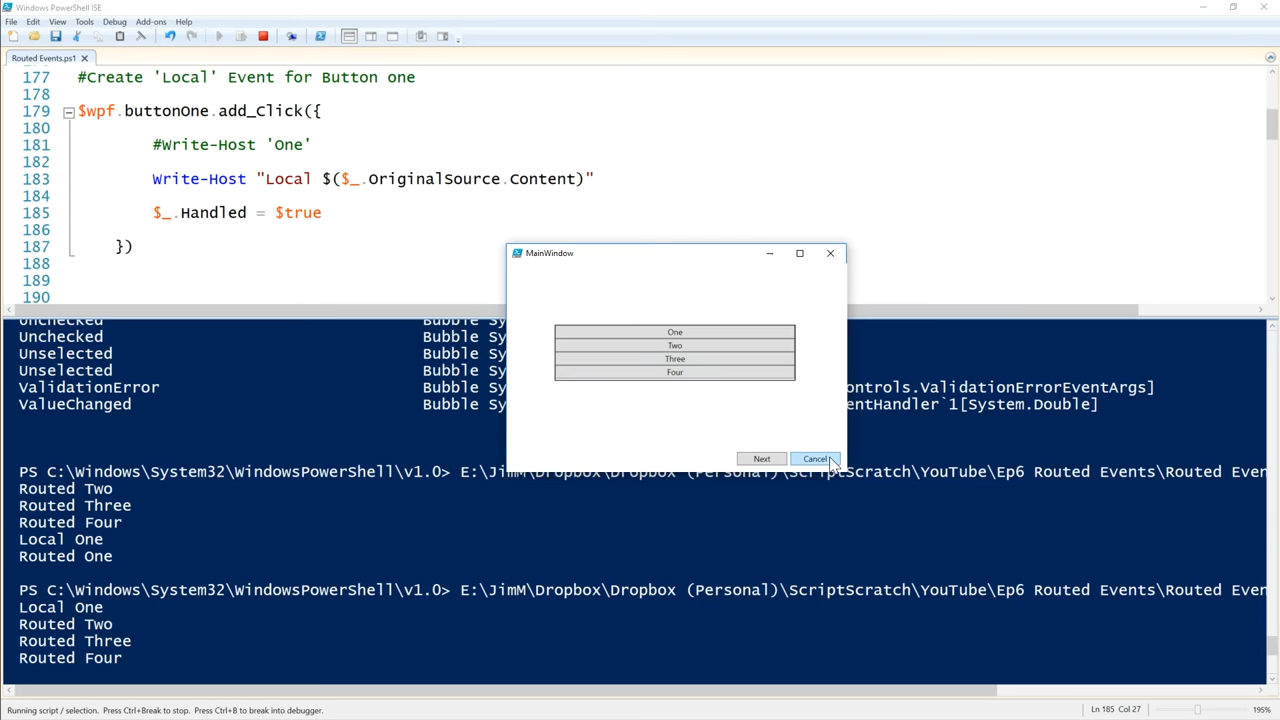 Windows PowerShell ISE
File Edit View Tools Debug Add-ons Help
Routed Events.ps1
177 #Create 'Local' Event for Button one
178
179 $wpf.buttonOne.add_Click({
180
181 #Write-Host 'One'
182
183 Write-Host "Local $($_.OriginalSource.Content)"
184
185 $_.Handled = $true
186
187 })
188
189
190
MainWindow
One
Two
Three
Four
Next Cancel
Unchecked Bubble Sy
Unchecked Bubble Sy
Unselected Bubble Sy
Unselected Bubble Sy
ValidationError Bubble Sy ontrols.ValidationErrorEventArgs]
ValueChanged Bubble Sy entHandler`1[System.Double]
PS C:\Windows\System32\WindowsPowerShell\v1.0> E:\JimM\Dropbox\Dropbox (Personal)\ScriptScratch\YouTube\Ep6 Routed Events\Routed Even
Routed Two
Routed Three
Routed Four
Local One
Routed One
PS C:\Windows\System32\WindowsPowerShell\v1.0> E:\JimM\Dropbox\Dropbox (Personal)\ScriptScratch\YouTube\Ep6 Routed Events\Routed Even
Local One
Routed Two
Routed Three
Routed Four
Running script / selection. Press Ctrl+Break to stop. Press Ctrl+B to break into debugger.
Ln 185 Col 27 195%